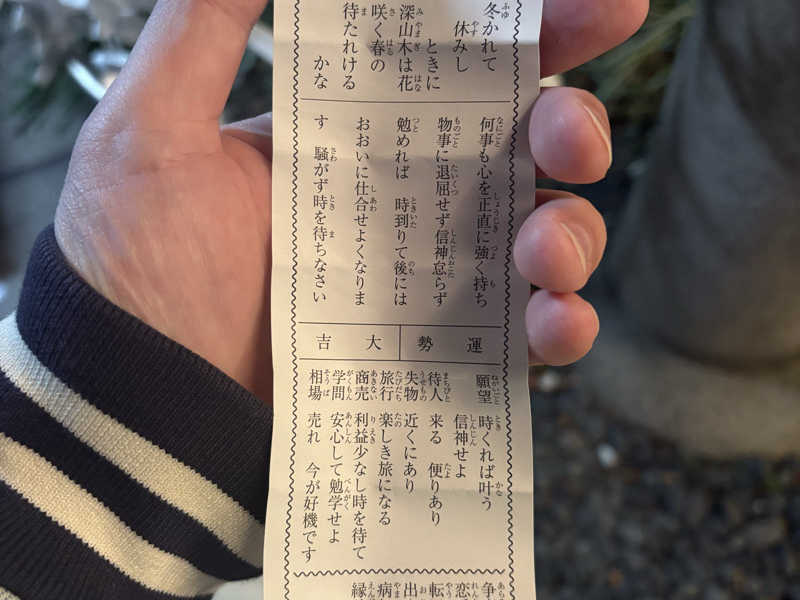 冬かれて
休みし
ときに
深山木は花
咲く春の
待たれける
かな
何事も心を正直に強く持ち
物事に退屈せず信神怠らず
勉めれば 時到りて後には
おおいに仕合せよくなりま
す 騒がず時を待ちなさい
運勢 大吉
願望 時くれば叶う
信神せよ
待人 来る 便りあり
失物 近くにあり
旅行 楽しき旅になる
商売 利益少なし時を待て
学問 安心して勉学せよ
相場 売れ 今が好機です
争
恋
転
出
病
縁